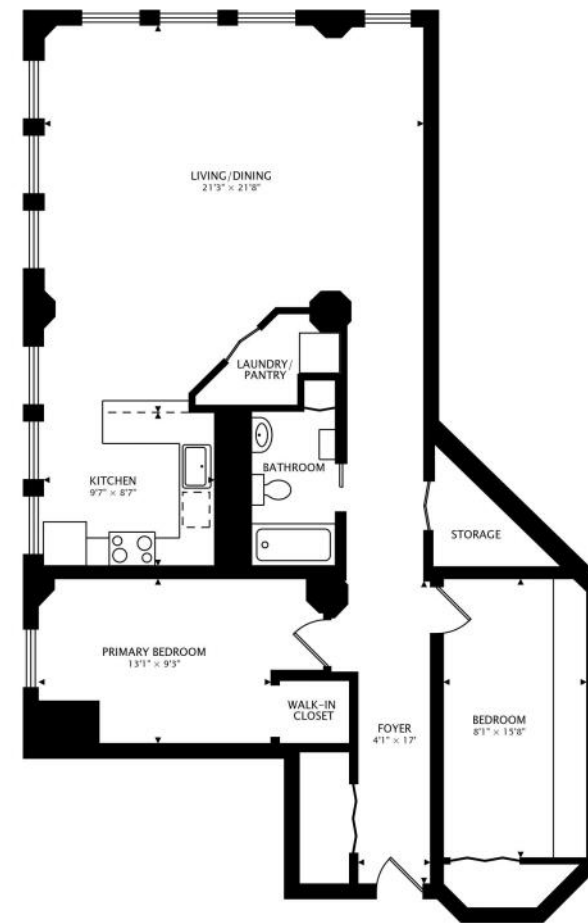 LIVING/DINING
21'3" × 21'8"
LAUNDRY/
PANTRY
KITCHEN
9'7" × 8'7"
BATHROOM
STORAGE
PRIMARY BEDROOM
13'1" × 9'3"
WALK-IN
CLOSET
FOYER
4'1" × 17'
BEDROOM
8'1" × 15'8"